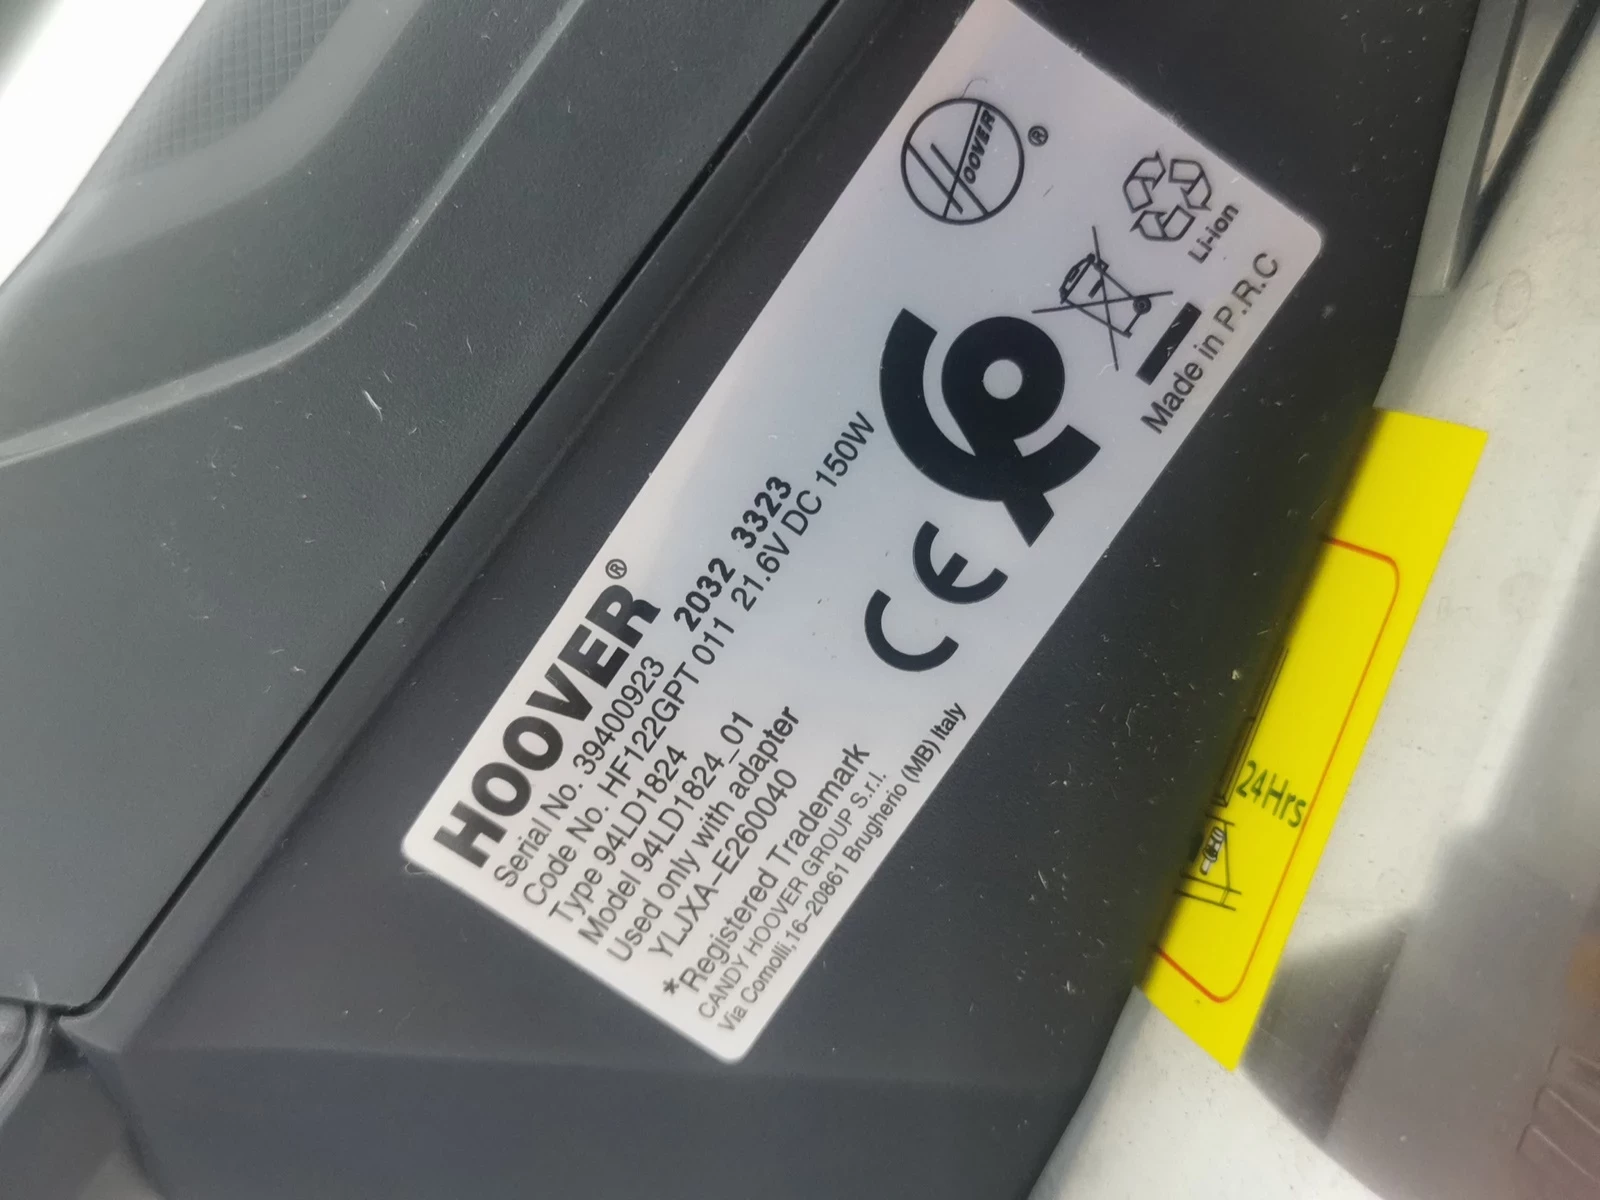 HOOVER®
Serial No. 39400923 2032 3323
Code No. HF122GPT 011 21.6V DC 150W
Type 94LD1824
Model 94LD1824_01
Used only with adapter
YLJXA-E260040
*Registered Trademark
CANDY HOOVER GROUP S.r.l.
Via Comolli, 16-20861 Brugherio (MB) Italy
CE
HOOVER ®
Li-ion
Made in P.R.C
24Hrs